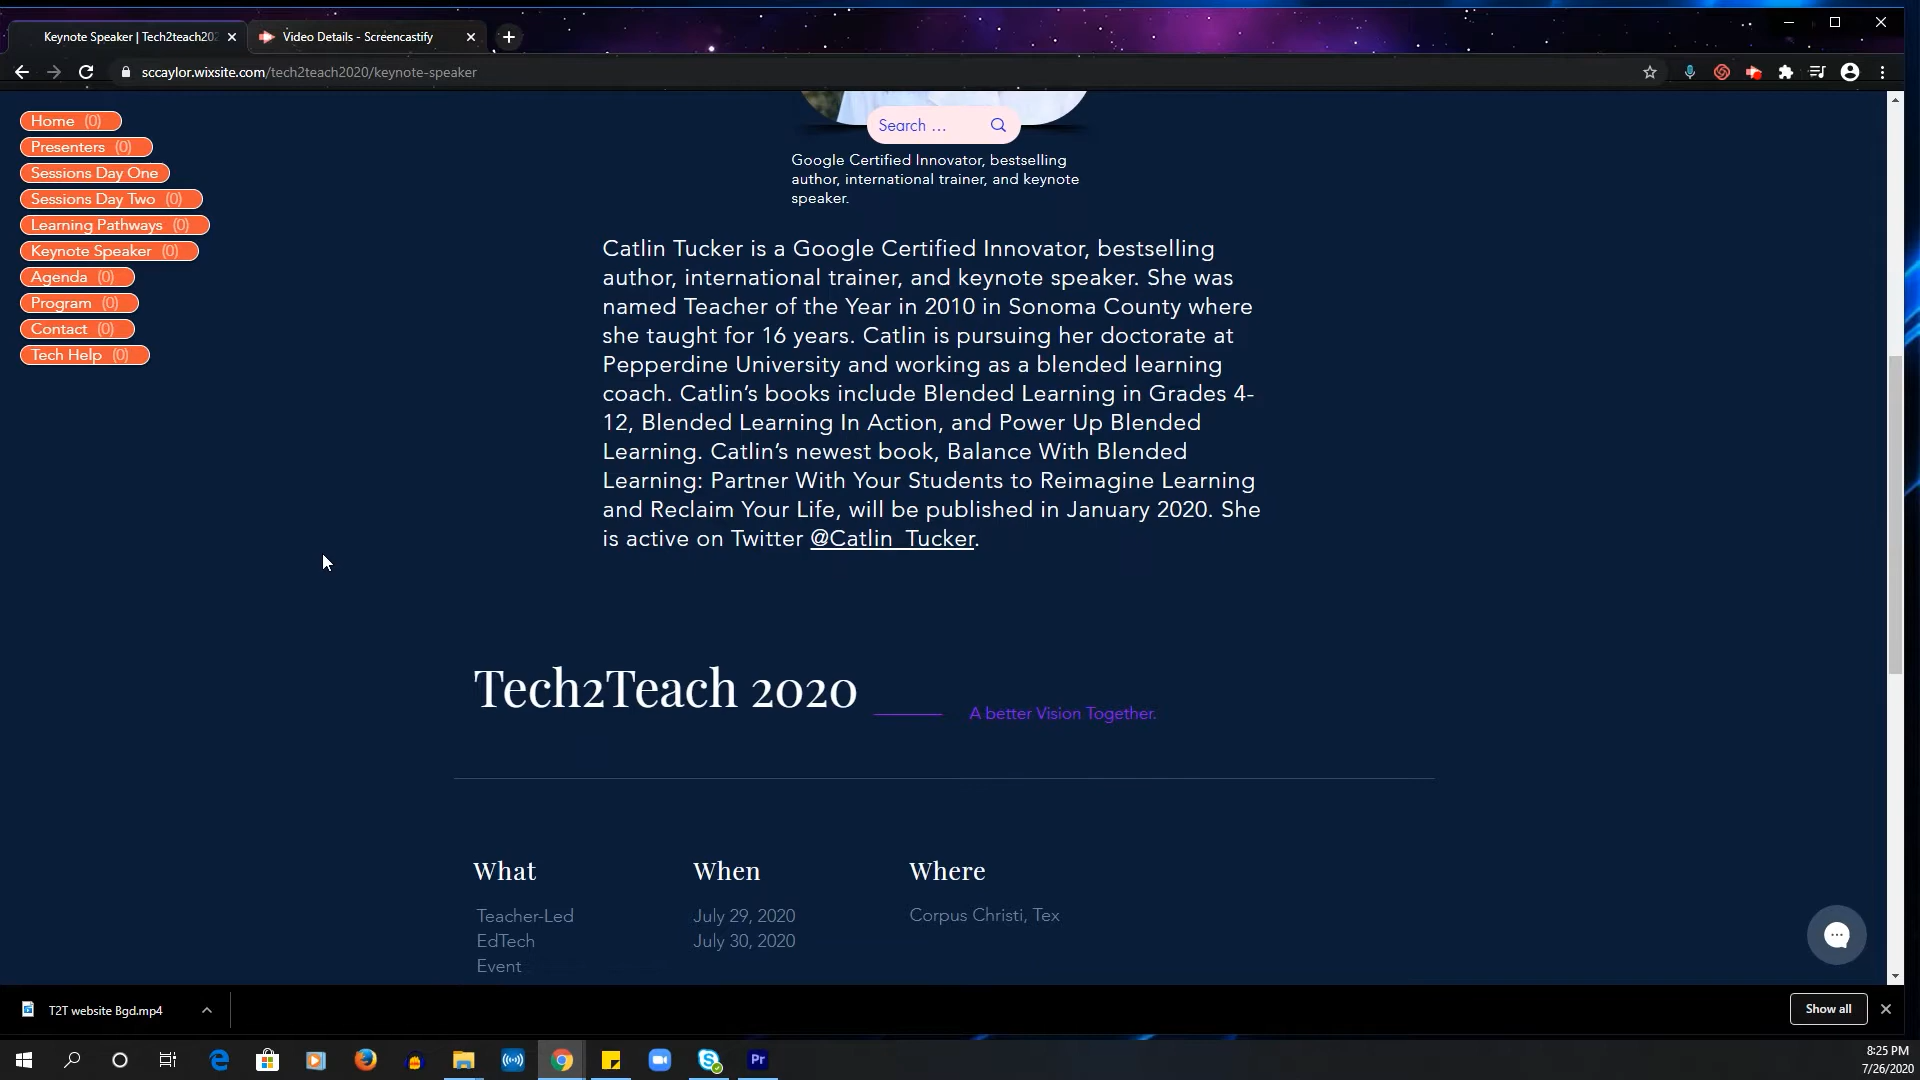 Keynote Speaker | Tech2teach202
Video Details - Screencastify
sccaylor.wixsite.com/tech2teach2020/keynote-speaker
Home (0)
Presenters (0)
Sessions Day One
Sessions Day Two (0)
Learning Pathways (0)
Keynote Speaker (0)
Agenda (0)
Program (0)
Contact (0)
Tech Help (0)
Search ...
Google Certified Innovator, bestselling
author, international trainer, and keynote
speaker.
Catlin Tucker is a Google Certified Innovator, bestselling
author, international trainer, and keynote speaker. She was
named Teacher of the Year in 2010 in Sonoma County where
she taught for 16 years. Catlin is pursuing her doctorate at
Pepperdine University and working as a blended learning
coach. Catlin’s books include Blended Learning in Grades 4-
12, Blended Learning In Action, and Power Up Blended
Learning. Catlin’s newest book, Balance With Blended
Learning: Partner With Your Students to Reimagine Learning
and Reclaim Your Life, will be published in January 2020. She
is active on Twitter @Catlin_Tucker.
Tech2Teach 2020
A better Vision Together.
What
Teacher-Led
EdTech
Event
When
July 29, 2020
July 30, 2020
Where
Corpus Christi, Tex
T2T website Bgd.mp4
Show all
Pr
8:25 PM
7/26/2020